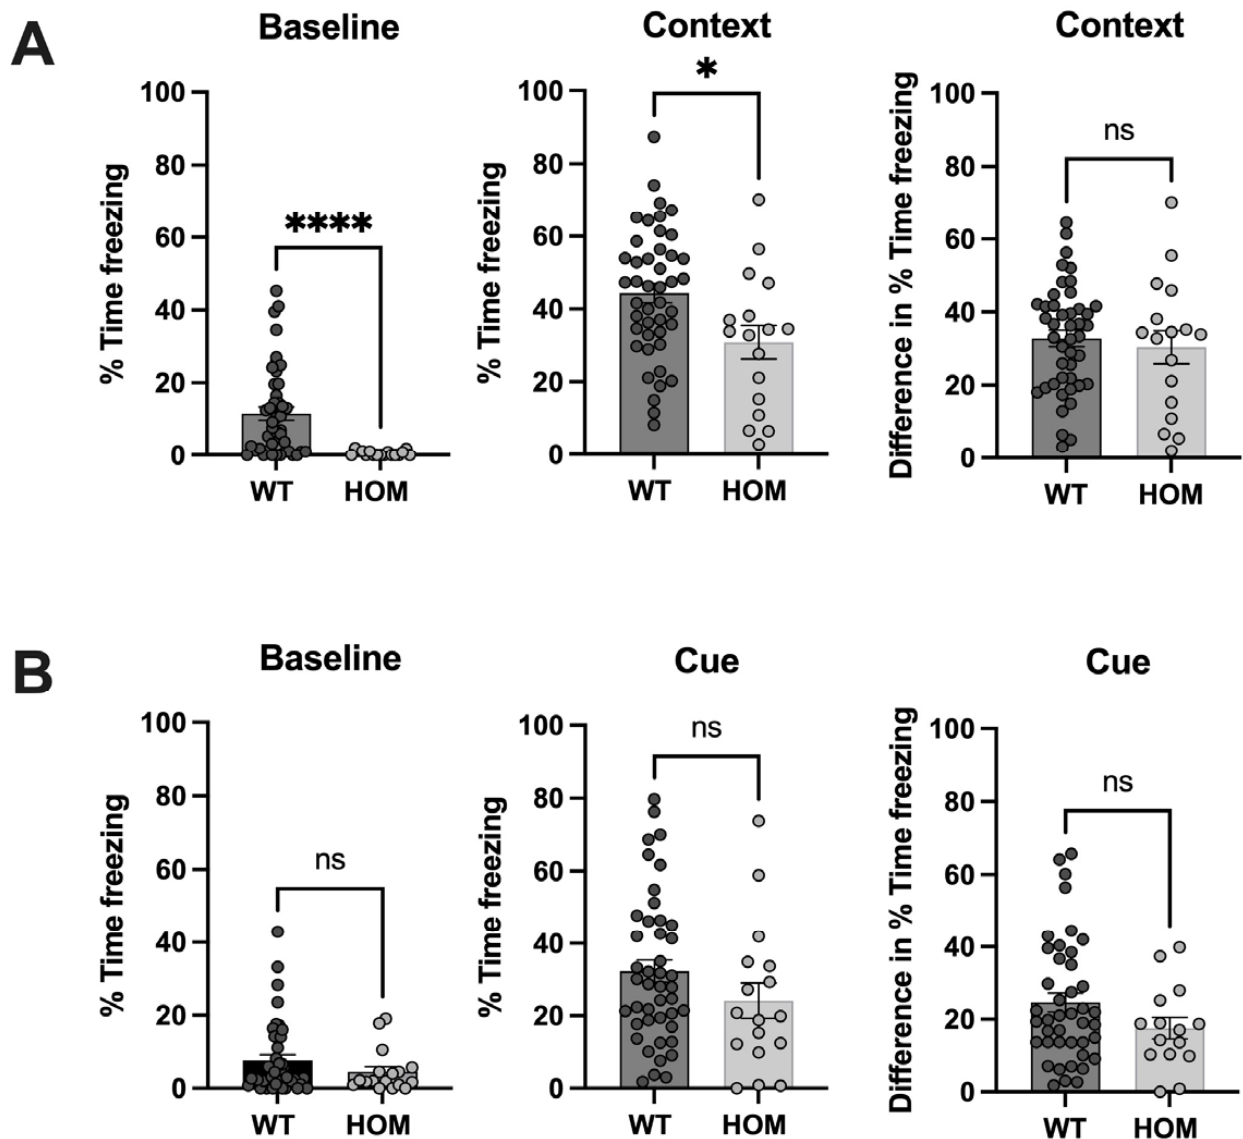 A
Baseline
Context
Context
% Time freezing
100
80
60
40
20
0
****
WT
HOM
% Time freezing
100
80
60
40
20
0
*
WT
HOM
Difference in % Time freezing
100
80
60
40
20
0
ns
WT
HOM
B
Baseline
Cue
Cue
% Time freezing
100
80
60
40
20
0
ns
WT
HOM
% Time freezing
100
80
60
40
20
0
ns
WT
HOM
Difference in % Time freezing
100
80
60
40
20
0
ns
WT
HOM